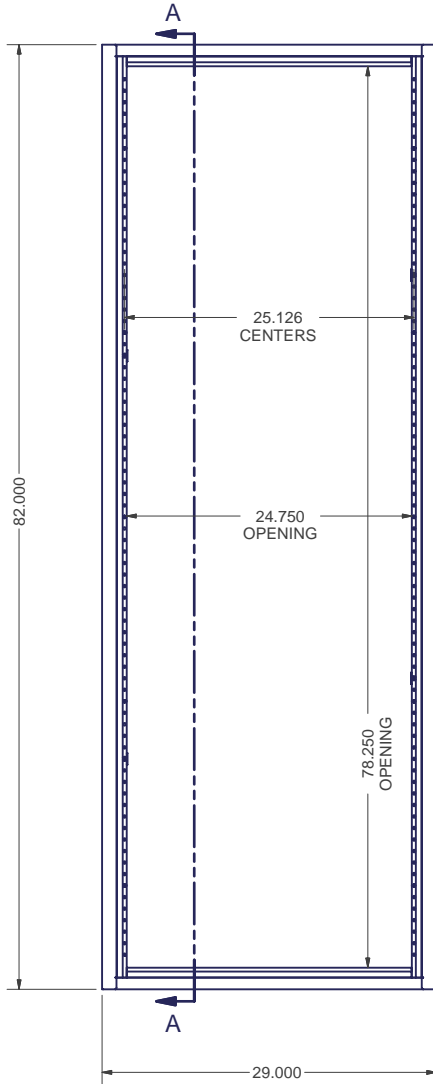 A
25.126
CENTERS
82.000
24.750
OPENING
78.250
OPENING
A
29.000